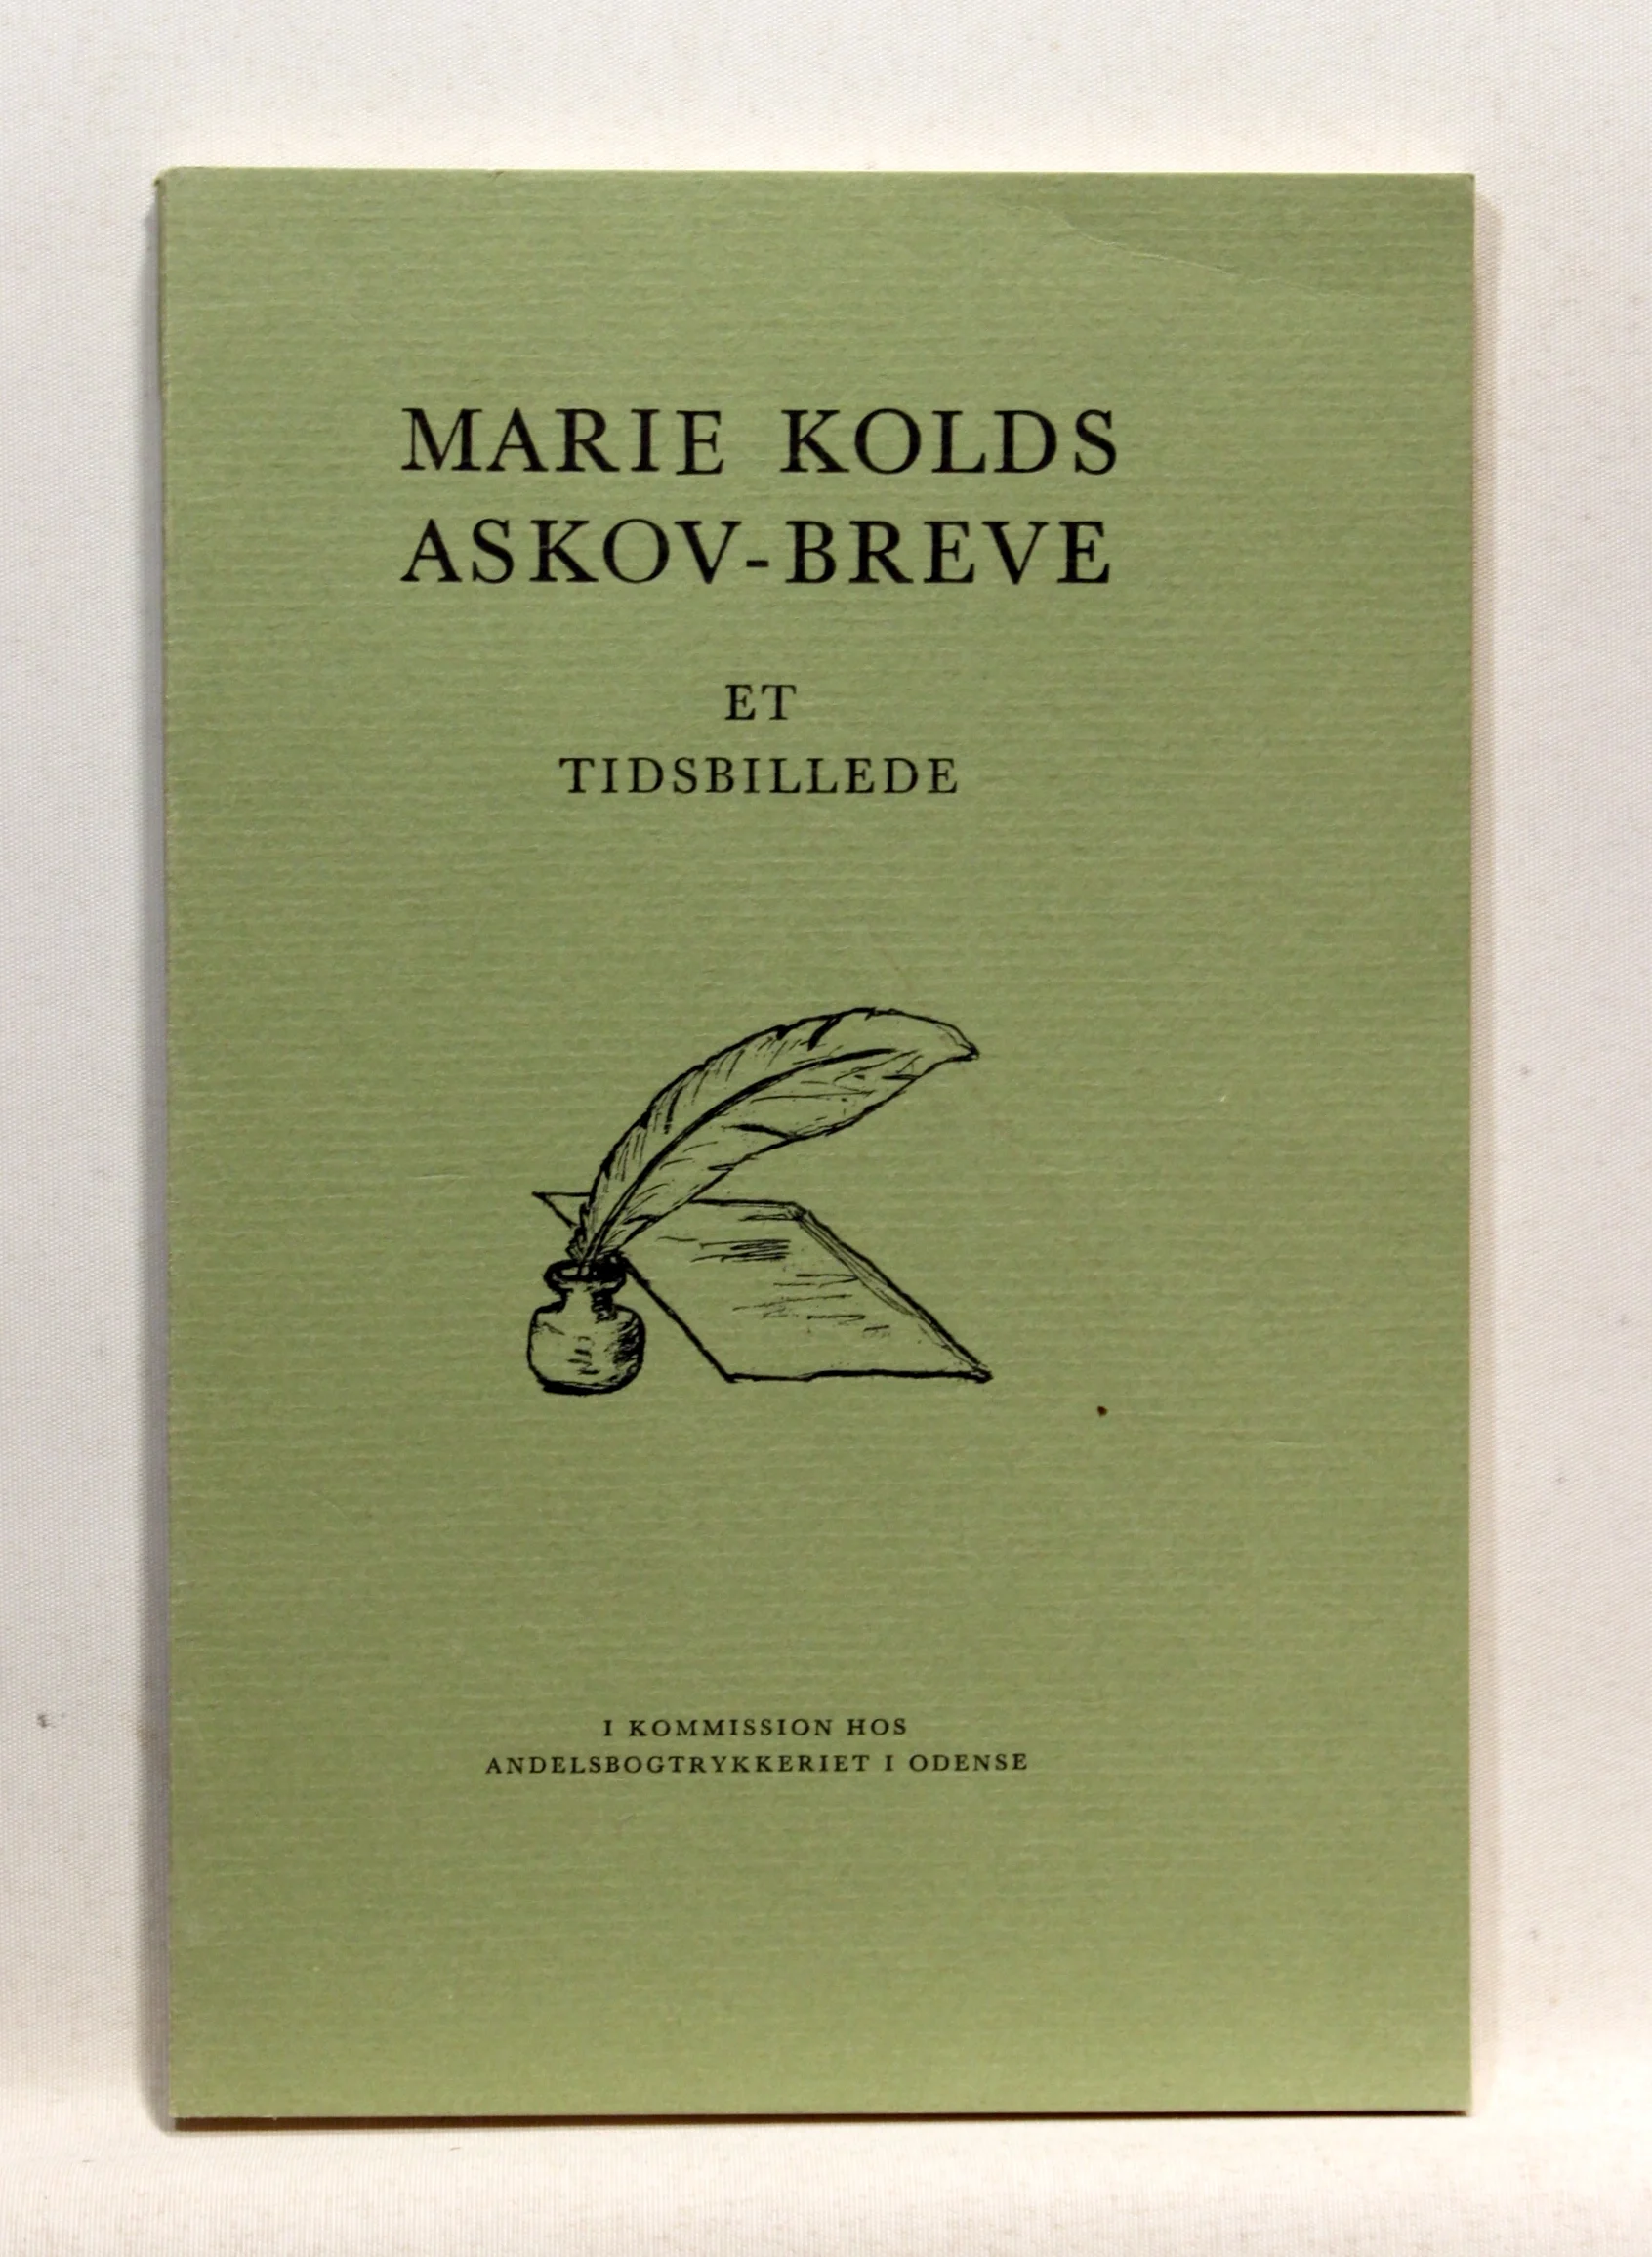 MARIE KOLDS
ASKOV-BREVE
ET
TIDSBILLEDE
I KOMMISSION HOS
ANDELSBOGTRYKKERIET I ODENSE